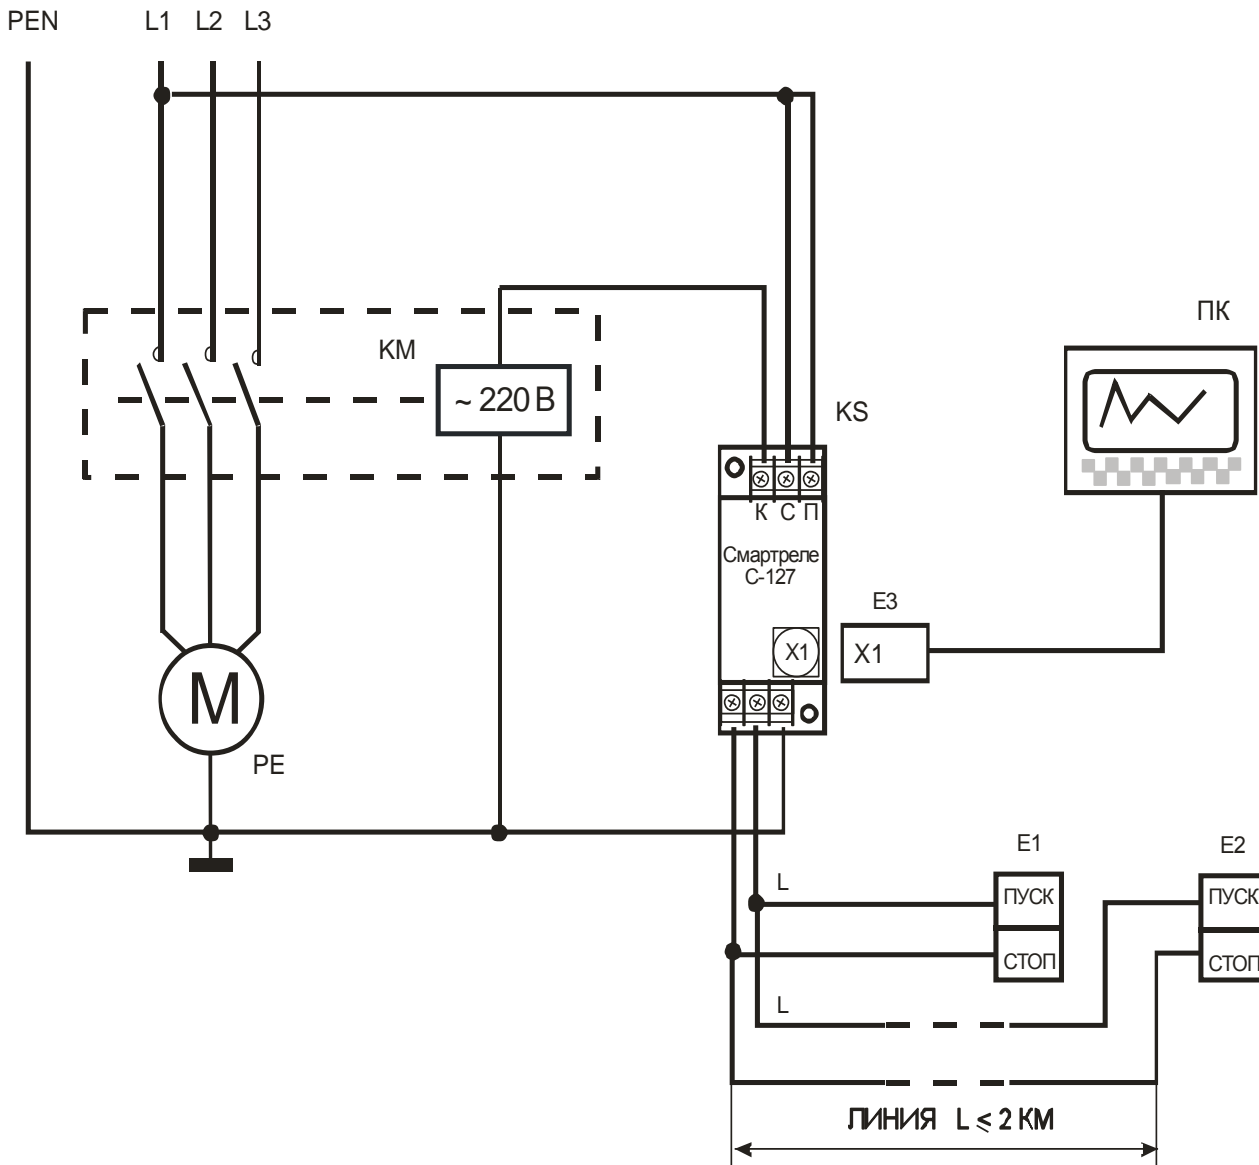 PEN L1 L2 L3
ПК
KM
~ 220 В
KS
К С П
Смартреле
С-127
E3
X1
X1
M
PE
E1
E2
L
ПУСК
ПУСК
СТОП
СТОП
L
ЛИНИЯ L ≤ 2 КМ